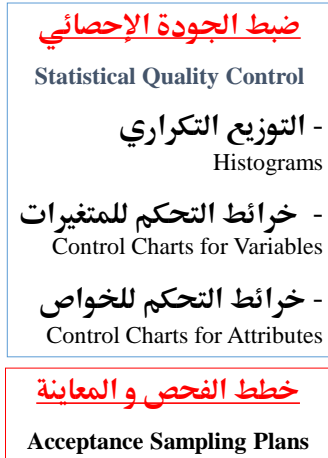 ضبط الجودة الإحصائي
Statistical Quality Control
- التوزيع التكراري
Histograms
- خرائط التحكم للمتغيرات
Control Charts for Variables
- خرائط التحكم للخواص
Control Charts for Attributes
خطط الفحص و المعاينة
Acceptance Sampling Plans